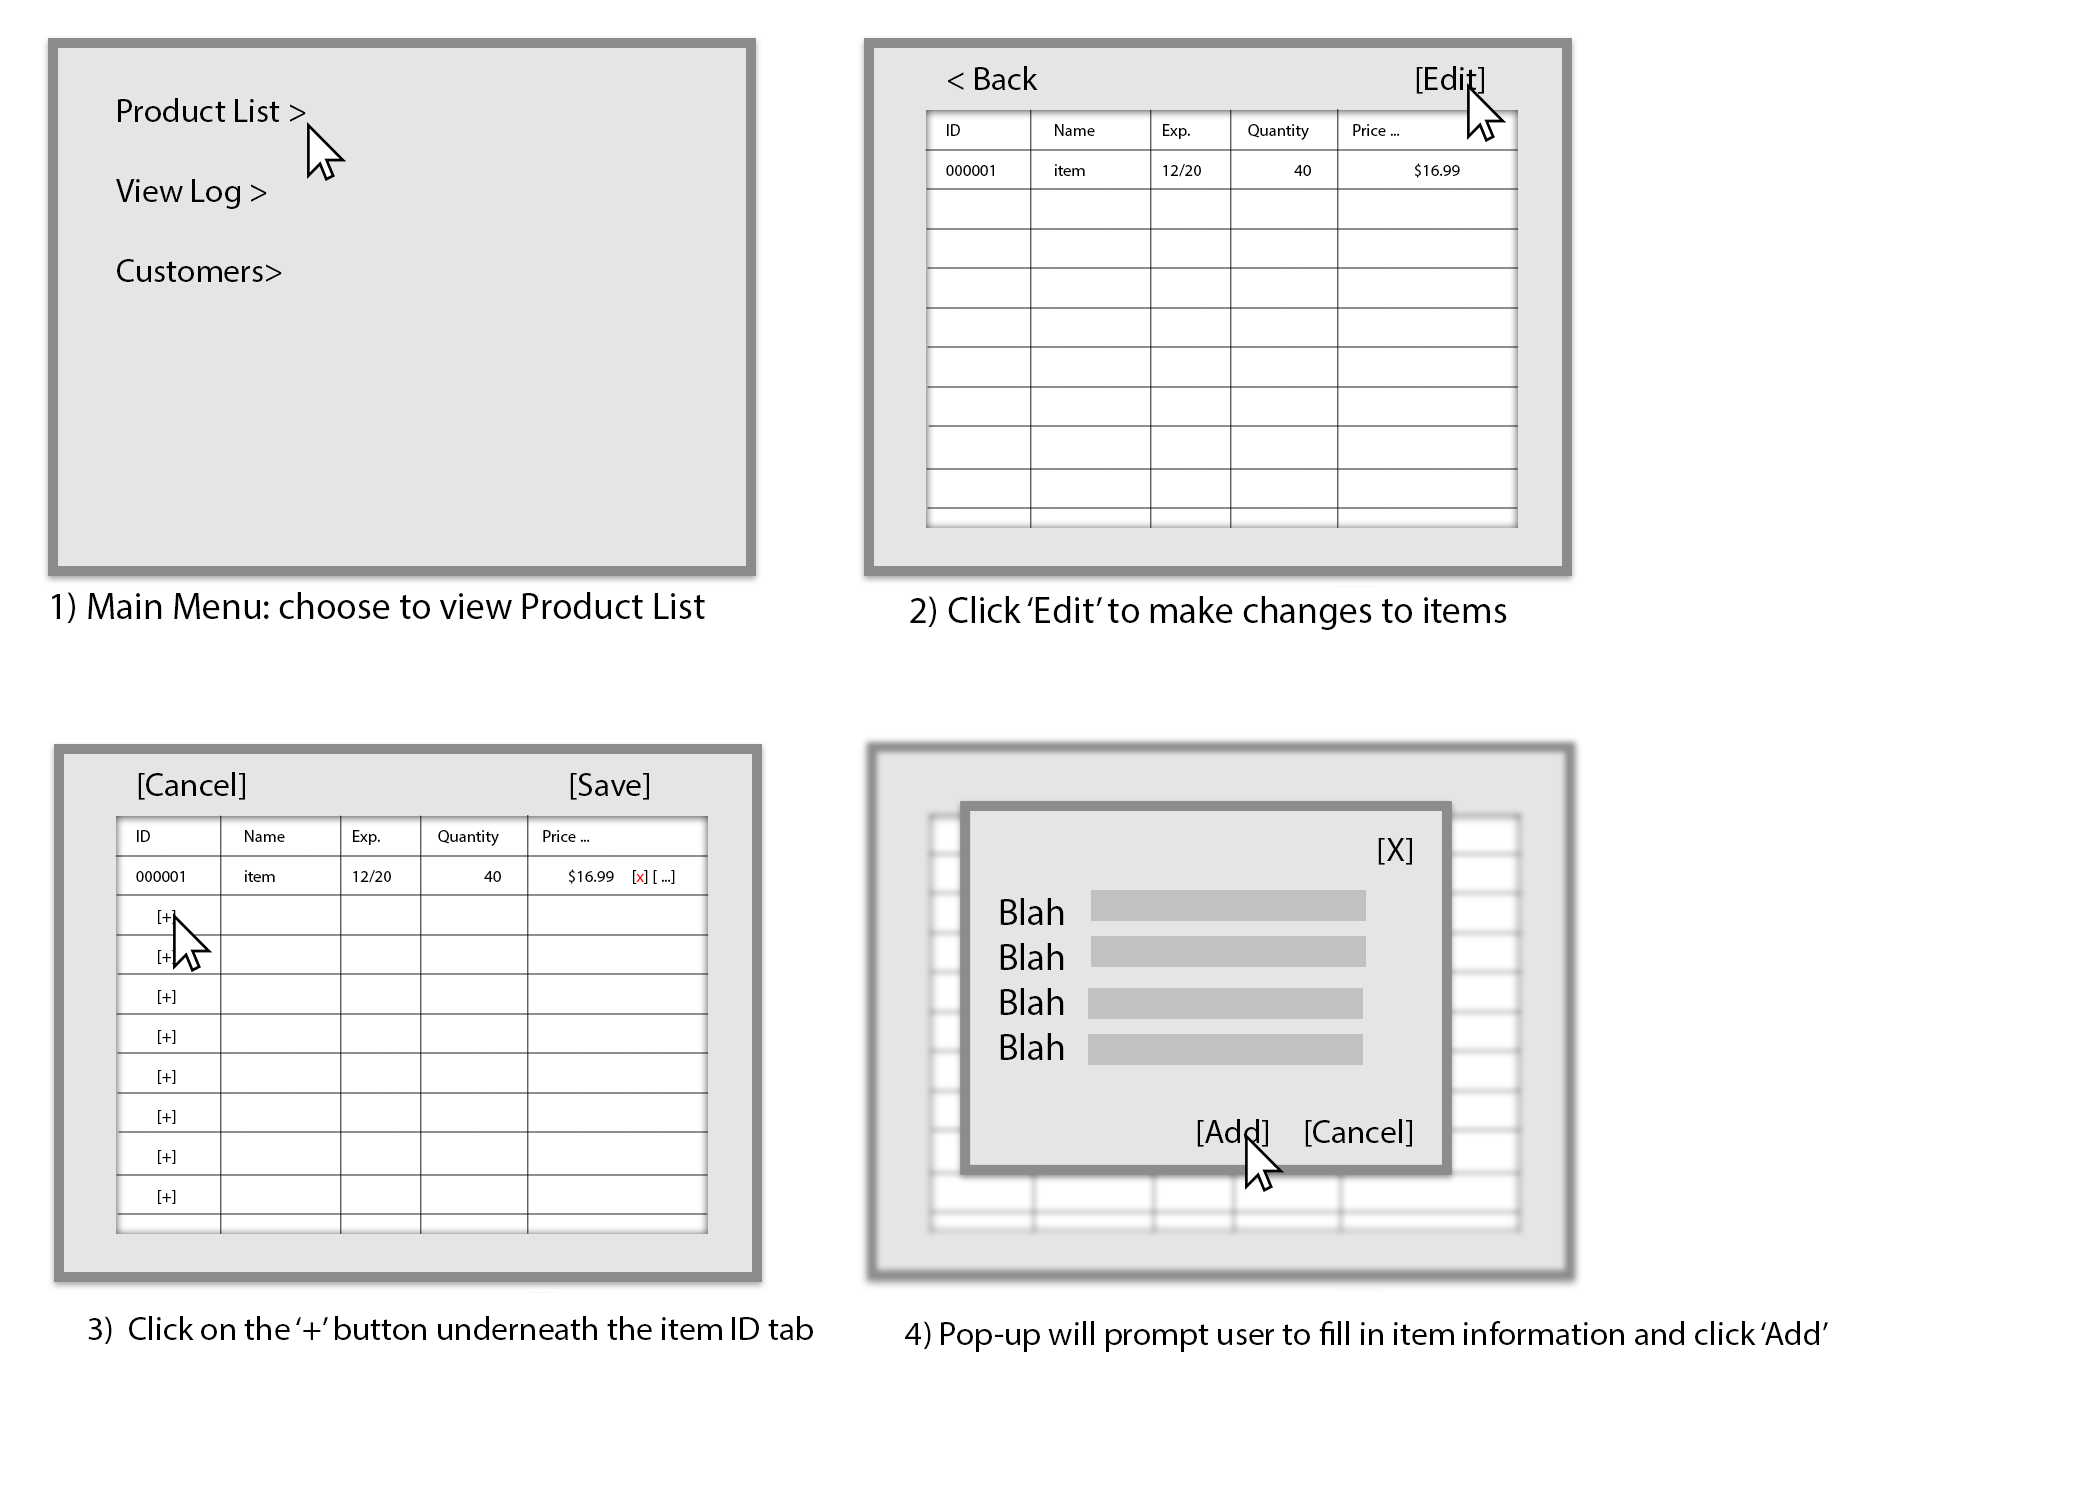 Product List >
View Log >
Customers>
1) Main Menu: choose to view Product List
< Back [Edit]
ID Name Exp. Quantity Price ...
000001 item 12/20 40 $16.99
2) Click ‘Edit’ to make changes to items
[Cancel] [Save]
ID Name Exp. Quantity Price ...
000001 item 12/20 40 $16.99 [x] [ ...]
[+]
[+]
[+]
[+]
[+]
[+]
[+]
[+]
3) Click on the ‘+’ button underneath the item ID tab
[X]
Blah
Blah
Blah
Blah
[Add] [Cancel]
4) Pop-up will prompt user to fill in item information and click ‘Add’